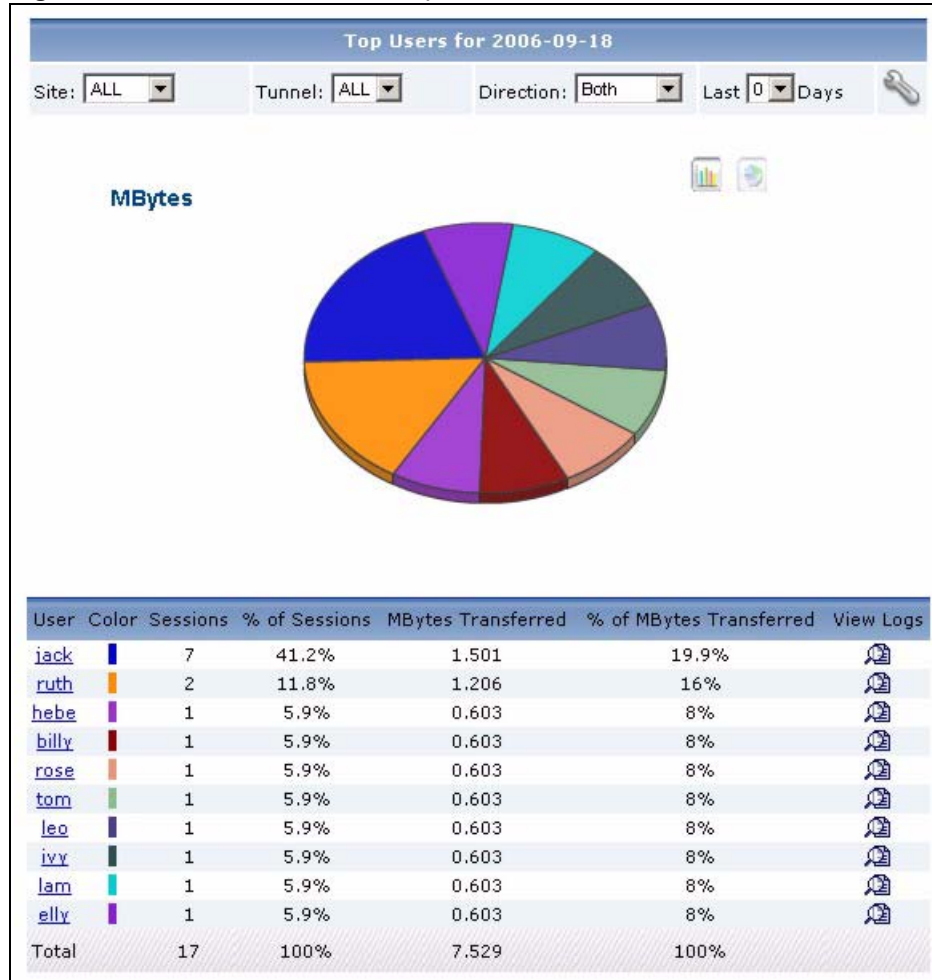 Top Users for 2006-09-18
Site: ALL Tunnel: ALL Direction: Both Last 0 Days
MBytes
User Color Sessions % of Sessions MBytes Transferred % of MBytes Transferred View Logs
jack 7 41.2% 1.501 19.9%
ruth 2 11.8% 1.206 16%
hebe 1 5.9% 0.603 8%
billy 1 5.9% 0.603 8%
rose 1 5.9% 0.603 8%
tom 1 5.9% 0.603 8%
leo 1 5.9% 0.603 8%
ivy 1 5.9% 0.603 8%
lam 1 5.9% 0.603 8%
elly 1 5.9% 0.603 8%
Total 17 100% 7.529 100%